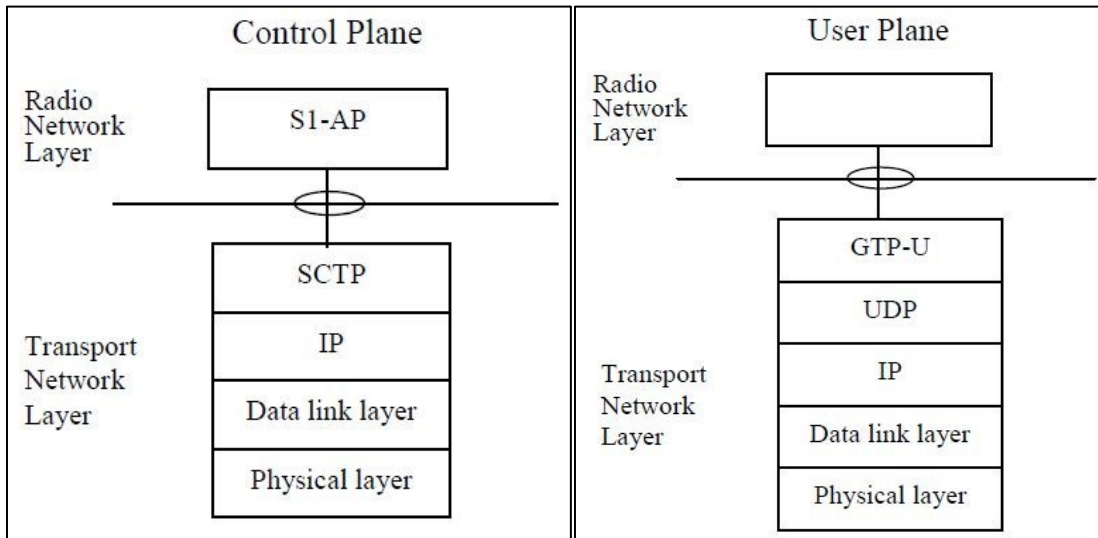 Control Plane
Radio
Network
Layer
S1-AP
SCTP
IP
Data link layer
Physical layer
Transport
Network
Layer
User Plane
Radio
Network
Layer
GTP-U
UDP
IP
Data link layer
Physical layer
Transport
Network
Layer